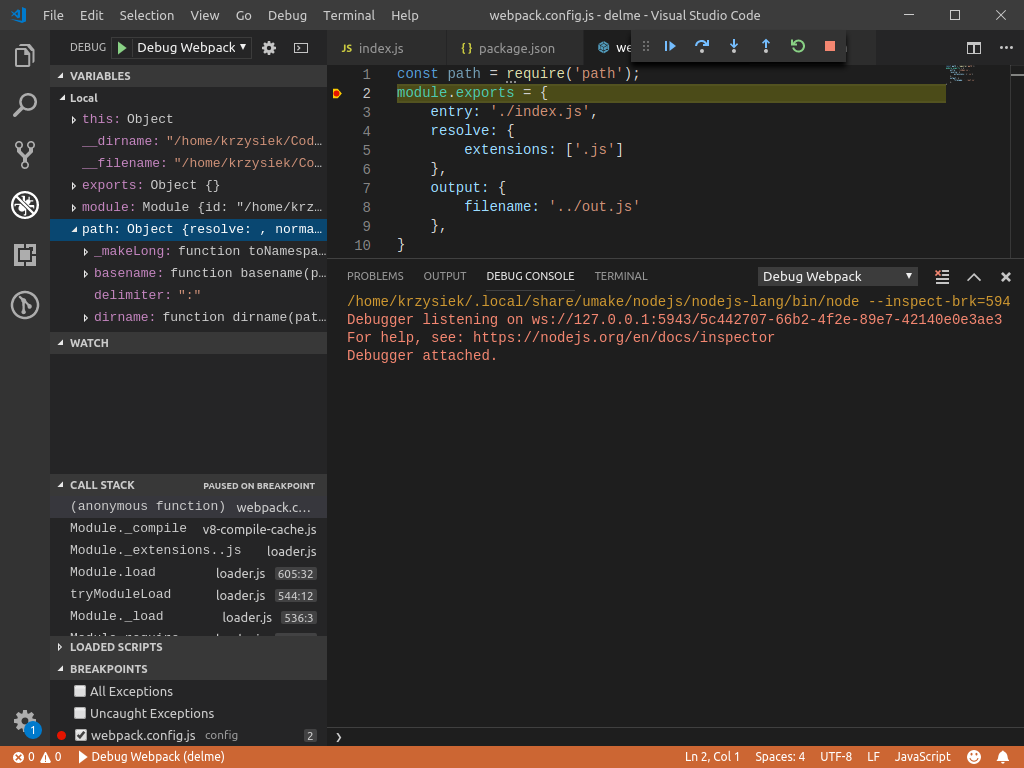 File Edit Selection View Go Debug Terminal Help webpack.config.js - delme - Visual Studio Code
DEBUG Debug Webpack
index.js package.json
VARIABLES
Local
this: Object
__dirname: "/home/krzysiek/Cod…
__filename: "/home/krzysiek/Co…
exports: Object {}
module: Module {id: "/home/krz…
path: Object {resolve: , norma…
_makeLong: function toNamespa…
basename: function basename(p…
delimiter: ":"
dirname: function dirname(pat…
WATCH
CALL STACK PAUSED ON BREAKPOINT
(anonymous function) webpack.c…
Module._compile v8-compile-cache.js
Module._extensions..js loader.js
Module.load loader.js 605:32
tryModuleLoad loader.js 544:12
Module._load loader.js 536:3
LOADED SCRIPTS
BREAKPOINTS
All Exceptions
Uncaught Exceptions
webpack.config.js config 2
1 const path = require('path');
2 module.exports = {
3 entry: './index.js',
4 resolve: {
5 extensions: ['.js']
6 },
7 output: {
8 filename: '../out.js'
9 },
10 }
PROBLEMS OUTPUT DEBUG CONSOLE TERMINAL Debug Webpack
/home/krzysiek/.local/share/umake/nodejs/nodejs-lang/bin/node --inspect-brk=594
Debugger listening on ws://127.0.0.1:5943/5c442707-66b2-4f2e-89e7-42140e0e3ae3
For help, see: https://nodejs.org/en/docs/inspector
Debugger attached.
❯
1
0 0 Debug Webpack (delme) Ln 2, Col 1 Spaces: 4 UTF-8 LF JavaScript